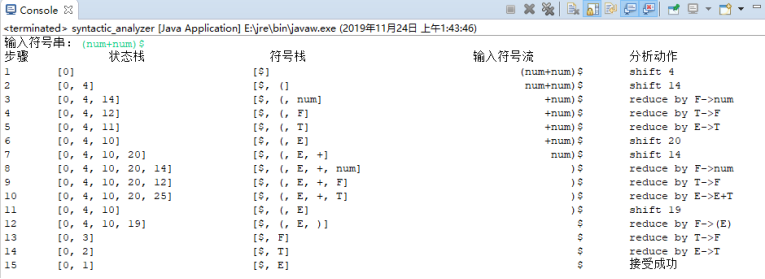 Console
<terminated> syntactic_analyzer [Java Application] E:\jre\bin\javaw.exe (2019年11月24日 上午1:43:46)
输入符号串: (num+num)$
步骤 状态栈 符号栈 输入符号流 分析动作
1 [0] [$] (num+num)$ shift 4
2 [0, 4] [$, (] num+num)$ shift 14
3 [0, 4, 14] [$, (, num] +num)$ reduce by F->num
4 [0, 4, 12] [$, (, F] +num)$ reduce by T->F
5 [0, 4, 11] [$, (, T] +num)$ reduce by E->T
6 [0, 4, 10] [$, (, E] +num)$ shift 20
7 [0, 4, 10, 20] [$, (, E, +] num)$ shift 14
8 [0, 4, 10, 20, 14] [$, (, E, +, num] )$ reduce by F->num
9 [0, 4, 10, 20, 12] [$, (, E, +, F] )$ reduce by T->F
10 [0, 4, 10, 20, 25] [$, (, E, +, T] )$ reduce by E->E+T
11 [0, 4, 10] [$, (, E] )$ shift 19
12 [0, 4, 10, 19] [$, (, E, )] $ reduce by F->(E)
13 [0, 3] [$, F] $ reduce by T->F
14 [0, 2] [$, T] $ reduce by E->T
15 [0, 1] [$, E] $ 接受成功